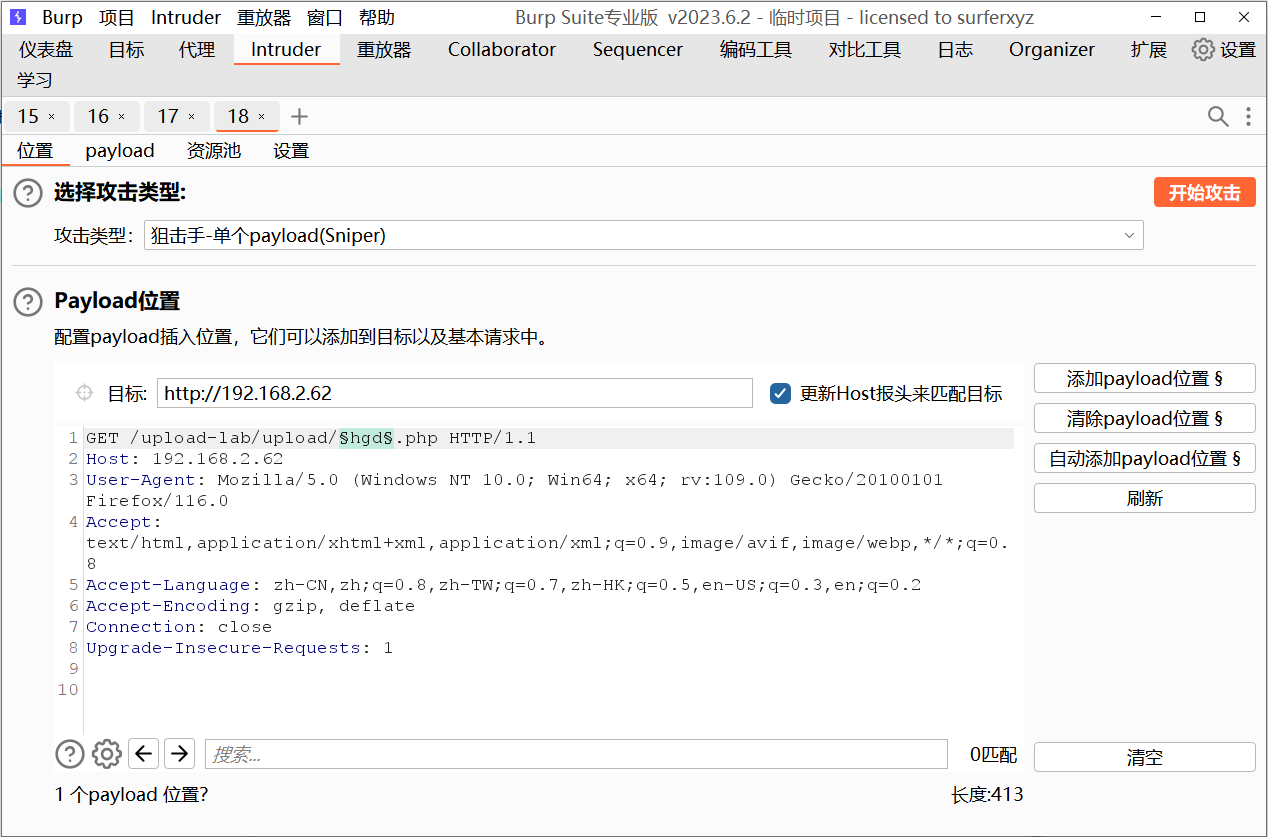 Burp 项目 Intruder 重放器 窗口 帮助 Burp Suite专业版 v2023.6.2 - 临时项目 - licensed to surferxyz
仪表盘 目标 代理 Intruder 重放器 Collaborator Sequencer 编码工具 对比工具 日志 Organizer 扩展 设置
学习
15 × 16 × 17 × 18 × +
位置 payload 资源池 设置
? 选择攻击类型: 开始攻击
攻击类型: 狙击手-单个payload(Sniper)
? Payload位置
配置payload插入位置，它们可以添加到目标以及基本请求中。
目标: http://192.168.2.62 更新Host报头来匹配目标 添加payload位置 §
清除payload位置 §
自动添加payload位置 §
刷新
1 GET /upload-lab/upload/§hgd§.php HTTP/1.1
2 Host: 192.168.2.62
3 User-Agent: Mozilla/5.0 (Windows NT 10.0; Win64; x64; rv:109.0) Gecko/20100101
Firefox/116.0
4 Accept:
text/html,application/xhtml+xml,application/xml;q=0.9,image/avif,image/webp,*/*;q=0.
8
5 Accept-Language: zh-CN,zh;q=0.8,zh-TW;q=0.7,zh-HK;q=0.5,en-US;q=0.3,en;q=0.2
6 Accept-Encoding: gzip, deflate
7 Connection: close
8 Upgrade-Insecure-Requests: 1
9
10
? 搜索... 0匹配 清空
1 个payload 位置? 长度:413